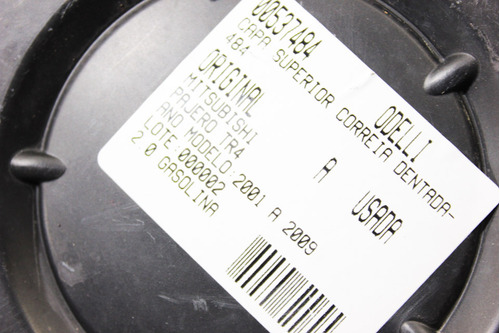 00537484 ODELLI
CAPA SUPERIOR CORREIA DENTADA-
484
ORIGINAL A USADA
MITSUBISHI
PAJERO TR4
ANO MODELO:2001 A 2009
LOTE:000002
2 0 GASOLINA